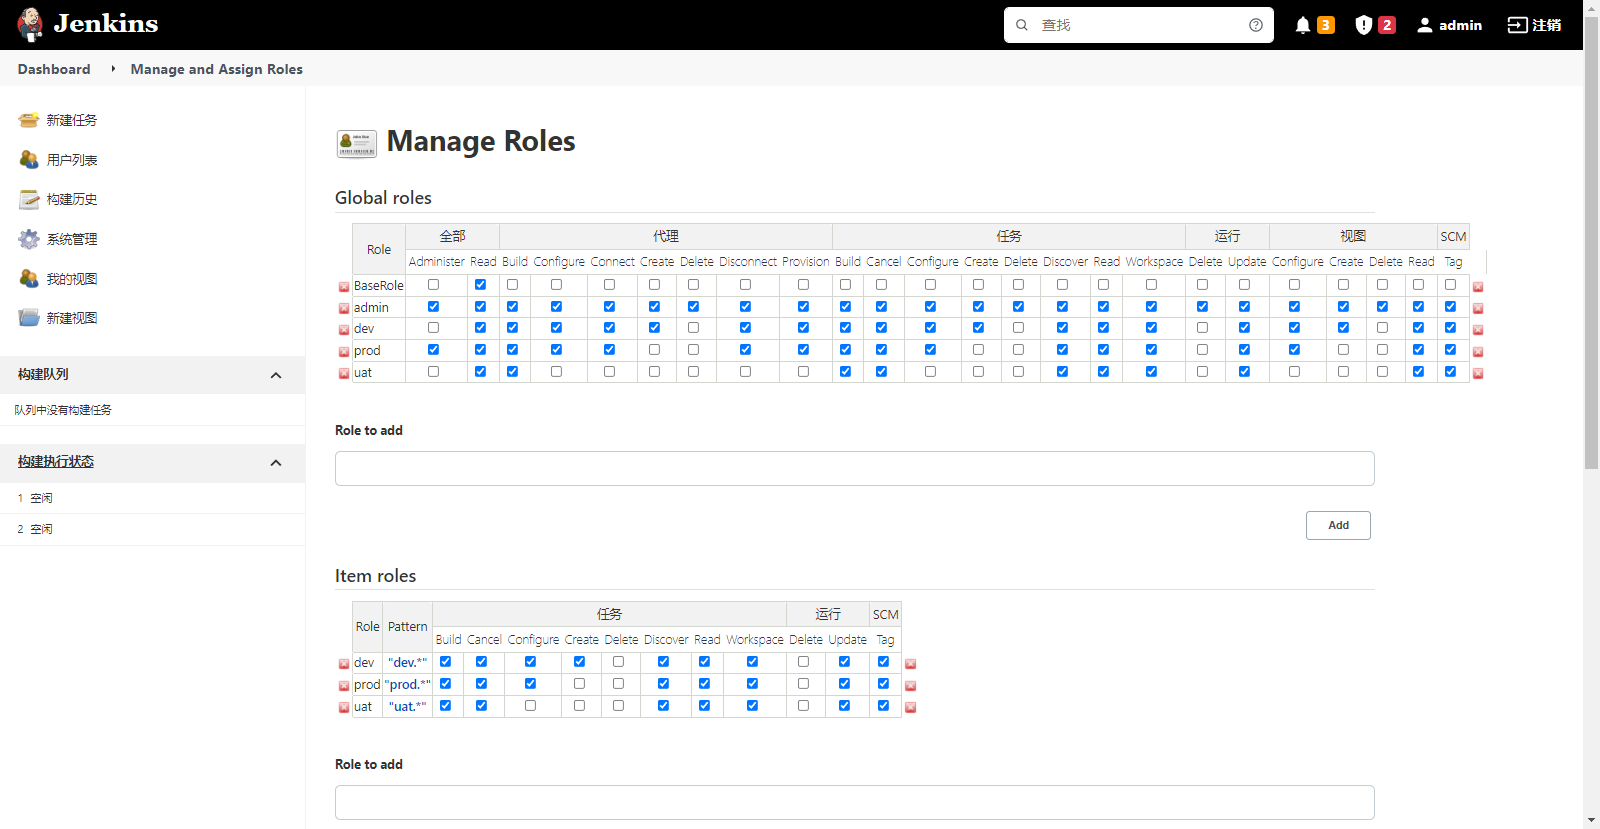 Jenkins
查找
3
2
admin
注销
Dashboard
Manage and Assign Roles
新建任务
用户列表
构建历史
系统管理
我的视图
新建视图
构建队列
队列中没有构建任务
构建执行状态
1 空闲
2 空闲
Manage Roles
Global roles
Role 全部 代理 任务 运行 视图 SCM
Administer Read Build Configure Connect Create Delete Disconnect Provision Build Cancel Configure Create Delete Discover Read Workspace Delete Update Configure Create Delete Read Tag
BaseRole
admin
dev
prod
uat
Role to add
Add
Item roles
Role Pattern 任务 运行 SCM
Build Cancel Configure Create Delete Discover Read Workspace Delete Update Tag
dev "dev.*"
prod "prod.*"
uat "uat.*"
Role to add